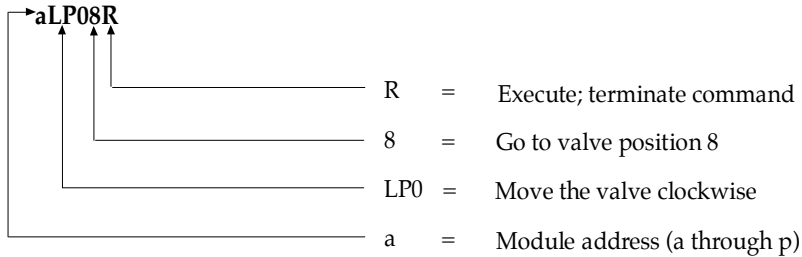 aLP08R
R = Execute; terminate command
8 = Go to valve position 8
LP0 = Move the valve clockwise
a = Module address (a through p)